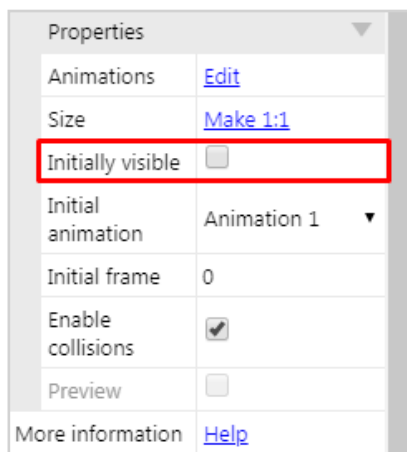 Properties
Animations Edit
Size Make 1:1
Initially visible
Initial
animation Animation 1
Initial frame 0
Enable
collisions
Preview
More information Help